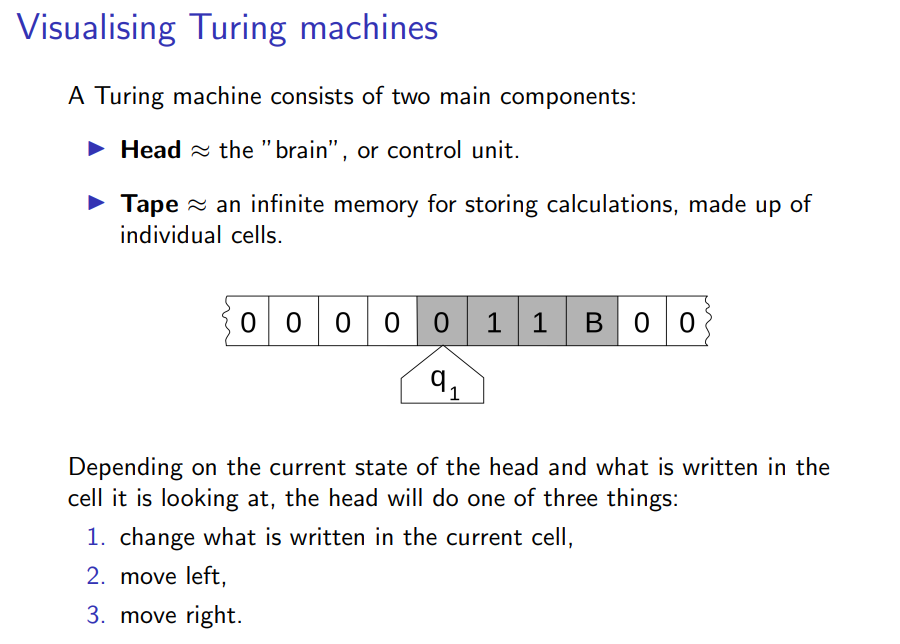 Visualising Turing machines
A Turing machine consists of two main components:
▶ Head ≈ the ”brain”, or control unit.
▶ Tape ≈ an infinite memory for storing calculations, made up of
individual cells.
0 0 0 0 0 1 1 B 0 0
q1
Depending on the current state of the head and what is written in the
cell it is looking at, the head will do one of three things:
1. change what is written in the current cell,
2. move left,
3. move right.